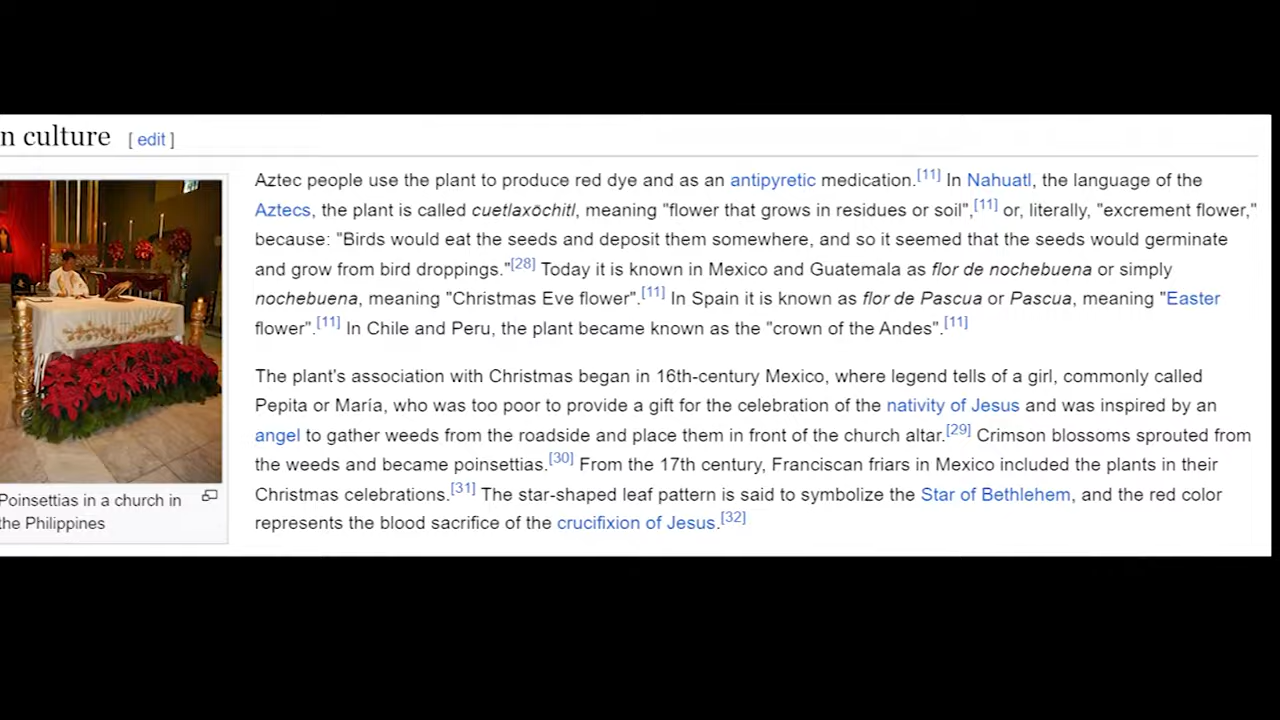 n culture [ edit ]
Aztec people use the plant to produce red dye and as an antipyretic medication.[11] In Nahuatl, the language of the
Aztecs, the plant is called cuetlaxōchitl, meaning "flower that grows in residues or soil",[11] or, literally, "excrement flower,"
because: "Birds would eat the seeds and deposit them somewhere, and so it seemed that the seeds would germinate
and grow from bird droppings."[28] Today it is known in Mexico and Guatemala as flor de nochebuena or simply
nochebuena, meaning "Christmas Eve flower".[11] In Spain it is known as flor de Pascua or Pascua, meaning "Easter
flower".[11] In Chile and Peru, the plant became known as the "crown of the Andes".[11]
The plant's association with Christmas began in 16th-century Mexico, where legend tells of a girl, commonly called
Pepita or María, who was too poor to provide a gift for the celebration of the nativity of Jesus and was inspired by an
angel to gather weeds from the roadside and place them in front of the church altar.[29] Crimson blossoms sprouted from
the weeds and became poinsettias.[30] From the 17th century, Franciscan friars in Mexico included the plants in their
Christmas celebrations.[31] The star-shaped leaf pattern is said to symbolize the Star of Bethlehem, and the red color
represents the blood sacrifice of the crucifixion of Jesus.[32]
Poinsettias in a church in
the Philippines